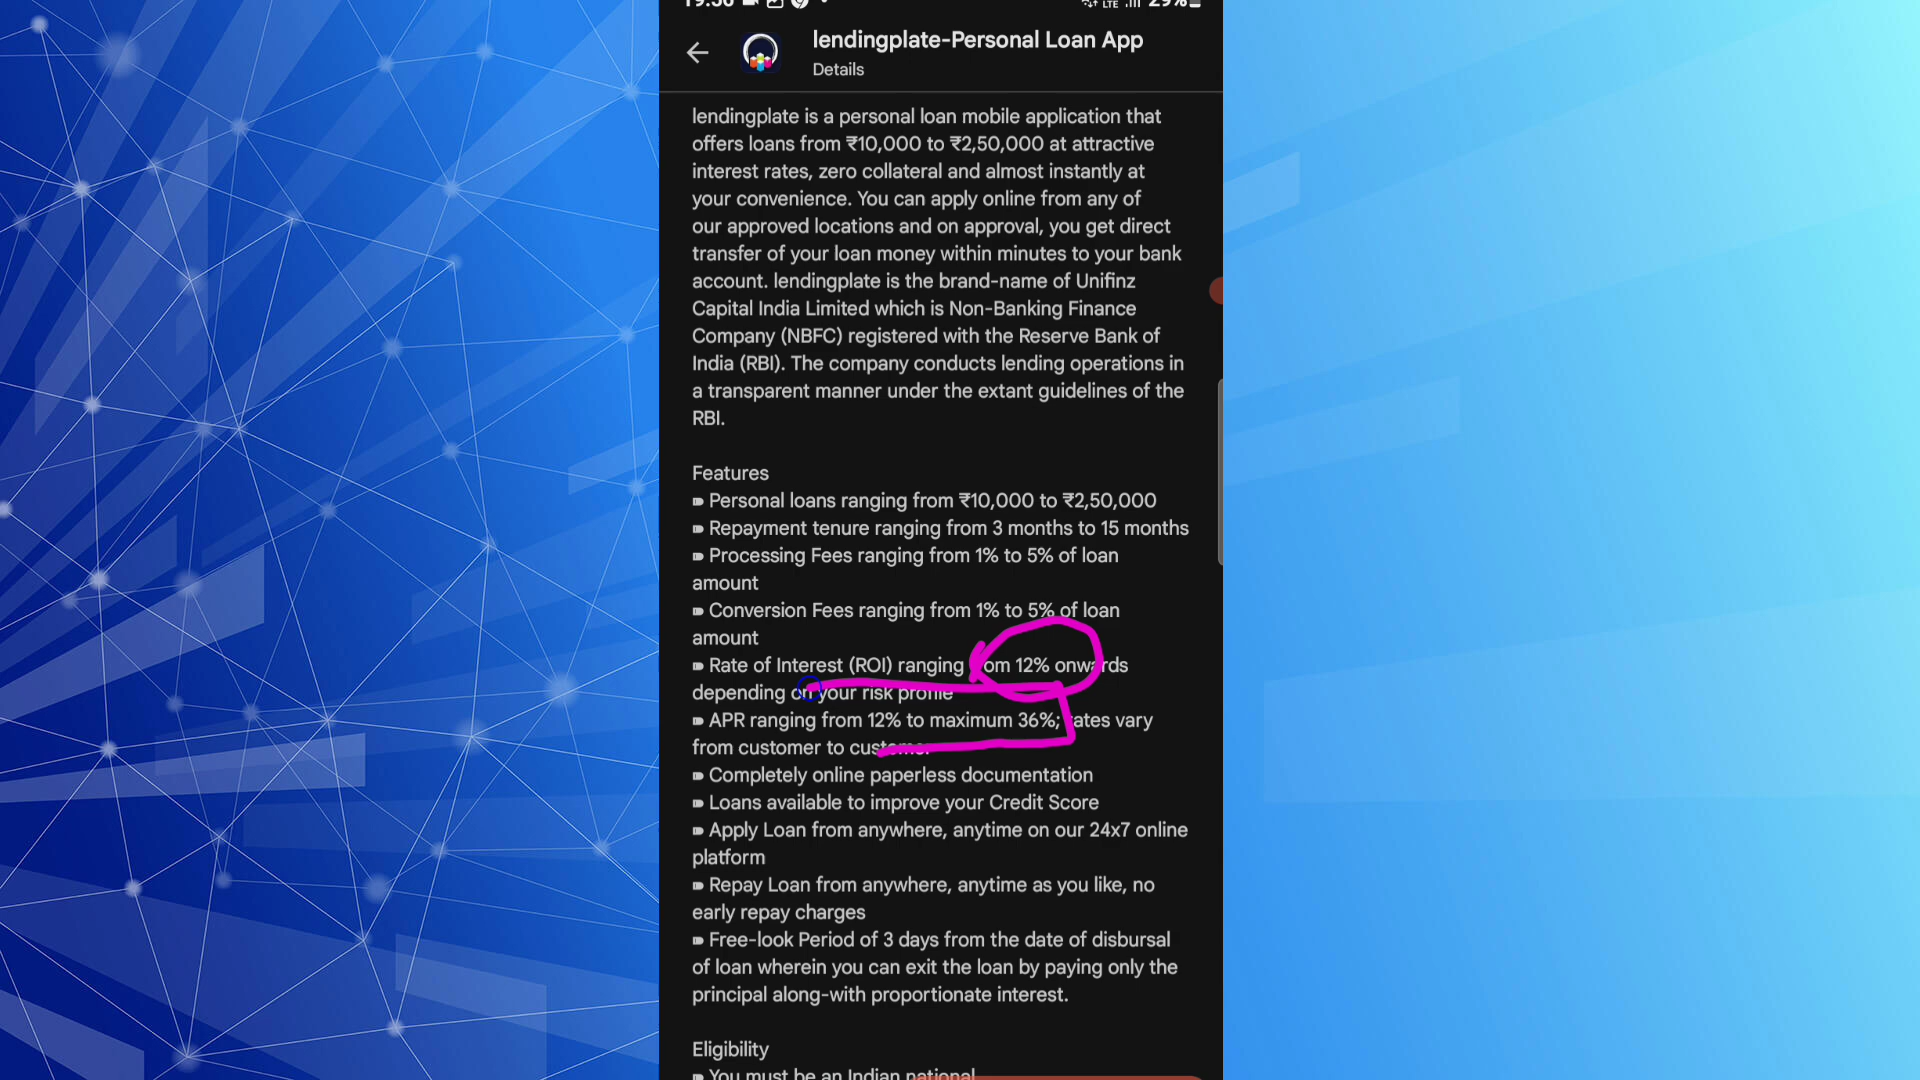 19:56 LTE 29%
lendingplate-Personal Loan App
Details
lendingplate is a personal loan mobile application that
offers loans from ₹10,000 to ₹2,50,000 at attractive
interest rates, zero collateral and almost instantly at
your convenience. You can apply online from any of
our approved locations and on approval, you get direct
transfer of your loan money within minutes to your bank
account. lendingplate is the brand-name of Unifinz
Capital India Limited which is Non-Banking Finance
Company (NBFC) registered with the Reserve Bank of
India (RBI). The company conducts lending operations in
a transparent manner under the extant guidelines of the
RBI.
Features
Personal loans ranging from ₹10,000 to ₹2,50,000
Repayment tenure ranging from 3 months to 15 months
Processing Fees ranging from 1% to 5% of loan
amount
Conversion Fees ranging from 1% to 5% of loan
amount
Rate of Interest (ROI) ranging from 12% onwards
depending on your risk profile
APR ranging from 12% to maximum 36%; rates vary
from customer to customer
Completely online paperless documentation
Loans available to improve your Credit Score
Apply Loan from anywhere, anytime on our 24x7 online
platform
Repay Loan from anywhere, anytime as you like, no
early repay charges
Free-look Period of 3 days from the date of disbursal
of loan wherein you can exit the loan by paying only the
principal along-with proportionate interest.
Eligibility
You must be an Indian national